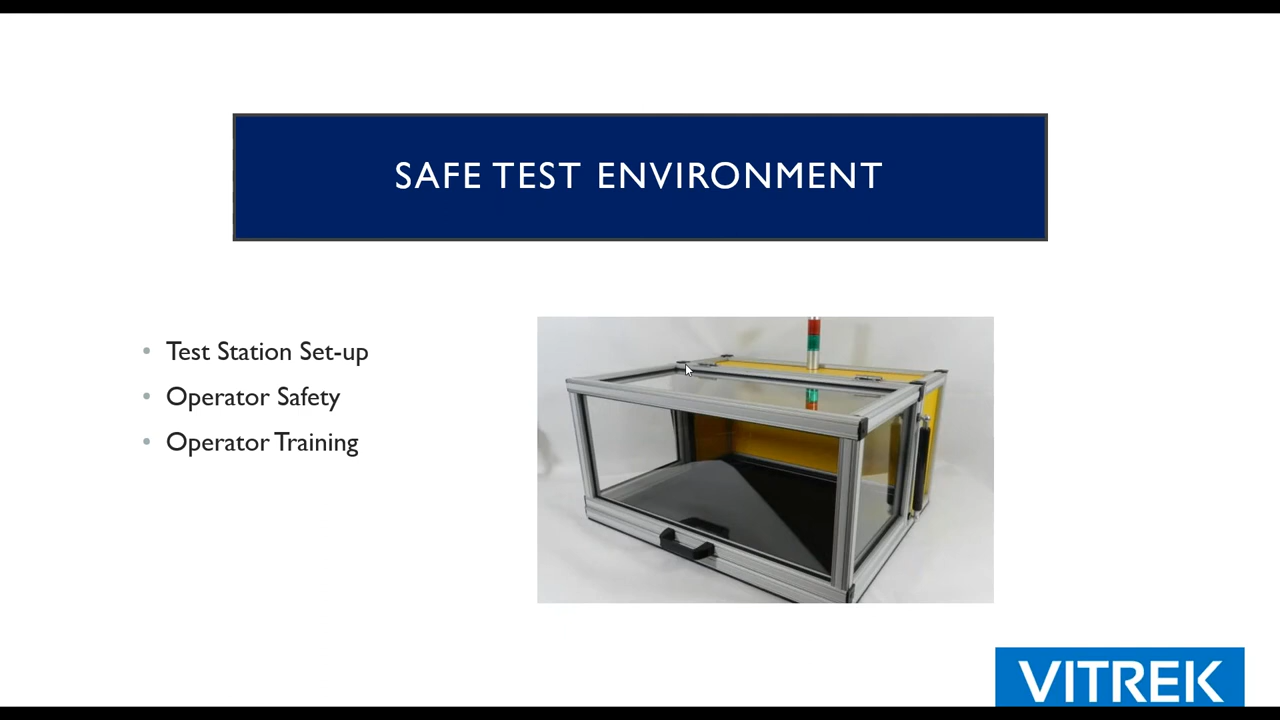 SAFE TEST ENVIRONMENT
• Test Station Set-up
• Operator Safety
• Operator Training
VITREK